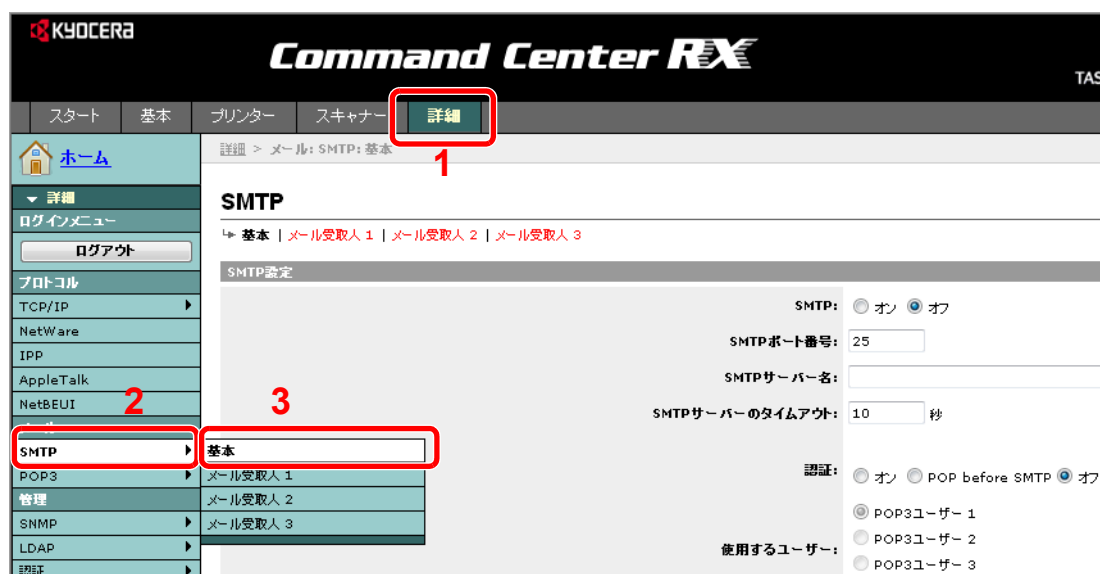 KYOCERA
Command Center RX
TAS
スタート 基本 プリンター スキャナー 詳細
1
ホーム
詳細 > メール: SMTP: 基本
▼ 詳細
ログインメニュー
ログアウト
SMTP
基本 | メール受取人 1 | メール受取人 2 | メール受取人 3
プロトコル
TCP/IP
NetWare
IPP
AppleTalk
NetBEUI
2
メール
SMTP
POP3
管理
SNMP
LDAP
認証
3
基本
メール受取人 1
メール受取人 2
メール受取人 3
SMTP設定
SMTP: オン オフ
SMTPポート番号: 25
SMTPサーバー名:
SMTPサーバーのタイムアウト: 10 秒
認証: オン POP before SMTP オフ
使用するユーザー: POP3ユーザー 1
POP3ユーザー 2
POP3ユーザー 3